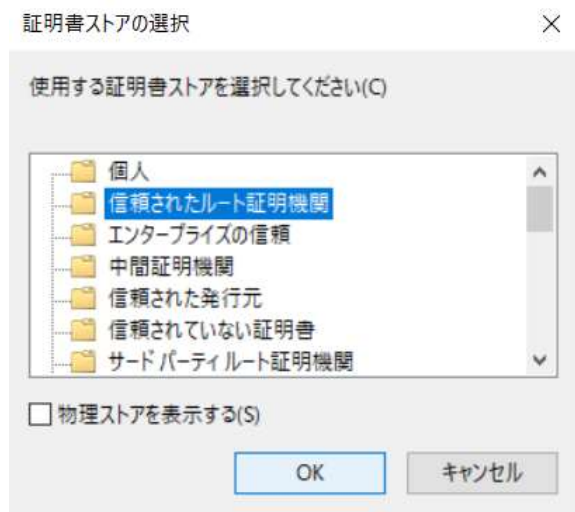 証明書ストアの選択
使用する証明書ストアを選択してください(C)
個人
信頼されたルート証明機関
エンタープライズの信頼
中間証明機関
信頼された発行元
信頼されていない証明書
サード パーティ ルート証明機関
物理ストアを表示する(S)
OK
キャンセル